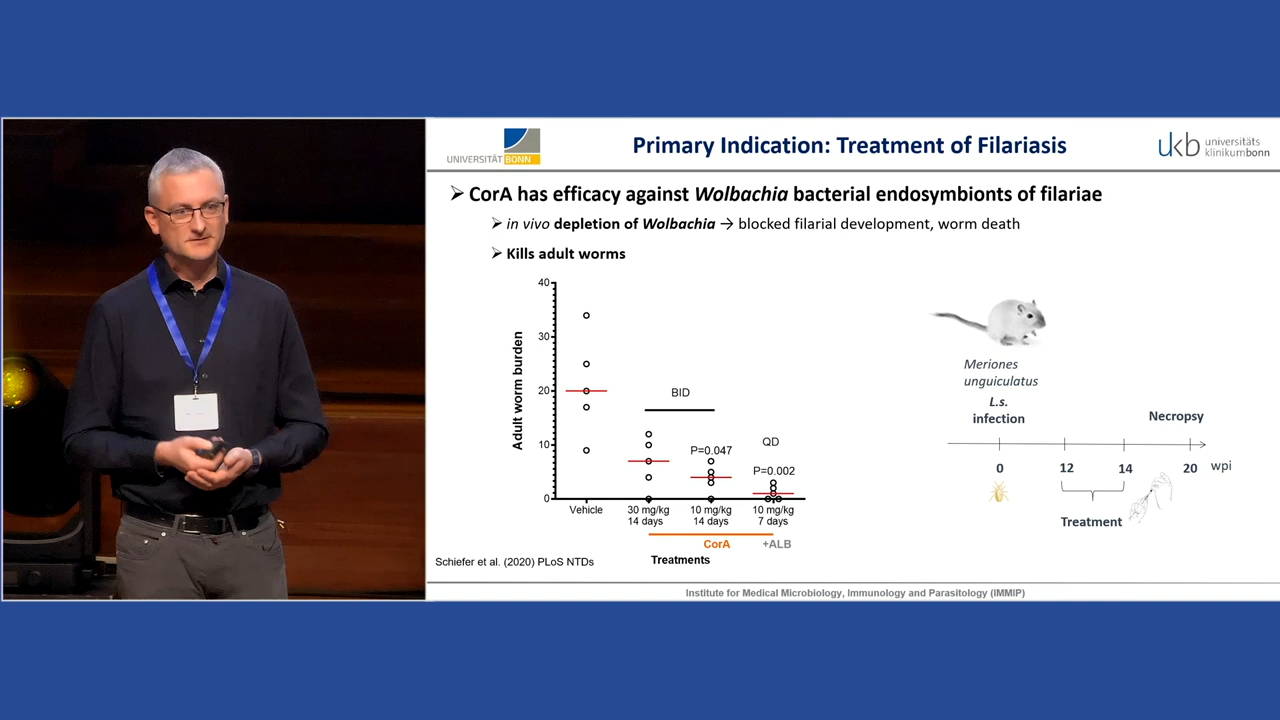 UNIVERSITÄT BONN
Primary Indication: Treatment of Filariasis
ukb universitäts
klinikumbonn
CorA has efficacy against Wolbachia bacterial endosymbionts of filariae
in vivo depletion of Wolbachia → blocked filarial development, worm death
Kills adult worms
Adult worm burden
40
30
20
10
0
BID
QD
P=0.047
P=0.002
Vehicle
30 mg/kg
14 days
10 mg/kg
14 days
10 mg/kg
7 days
CorA
+ALB
Treatments
Meriones
unguiculatus
L.s.
infection
Necropsy
0 12 14 20 wpi
Treatment
Schiefer et al. (2020) PLoS NTDs
Institute for Medical Microbiology, Immunology and Parasitology (IMMIP)